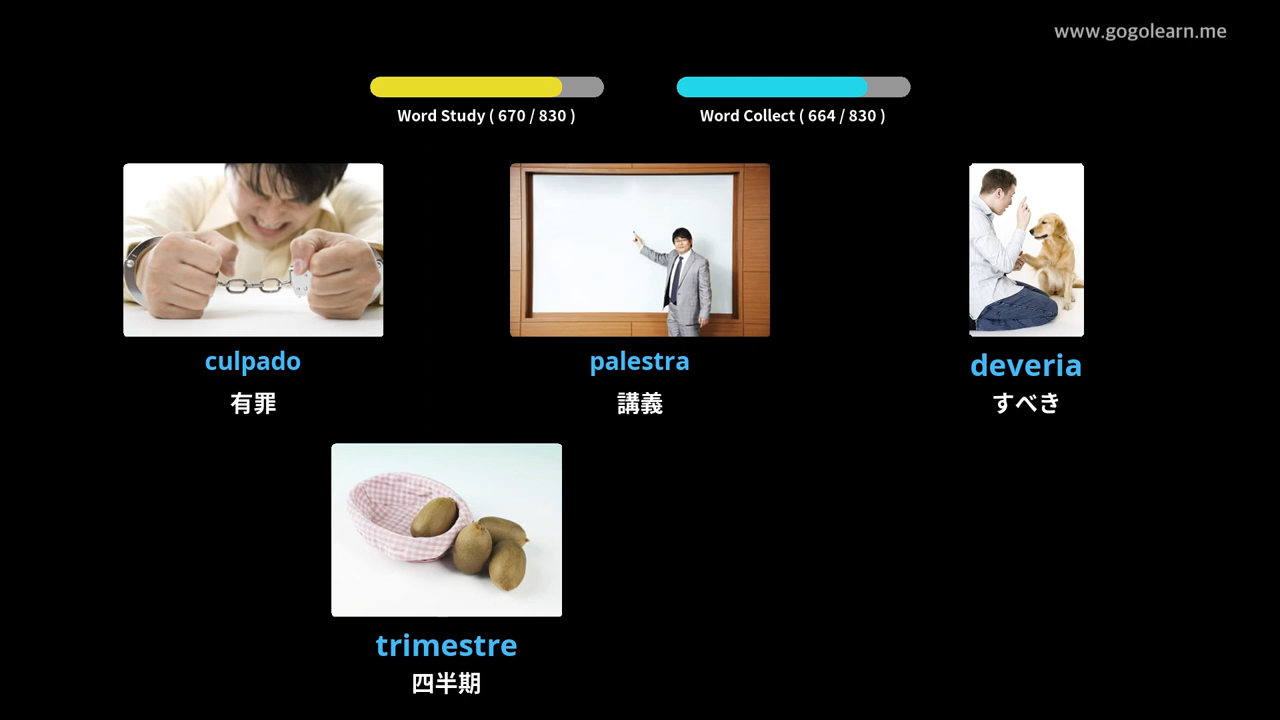 www.gogolearn.me
Word Study ( 670 / 830 )
Word Collect ( 664 / 830 )
culpado
有罪
palestra
講義
deveria
すべき
trimestre
四半期